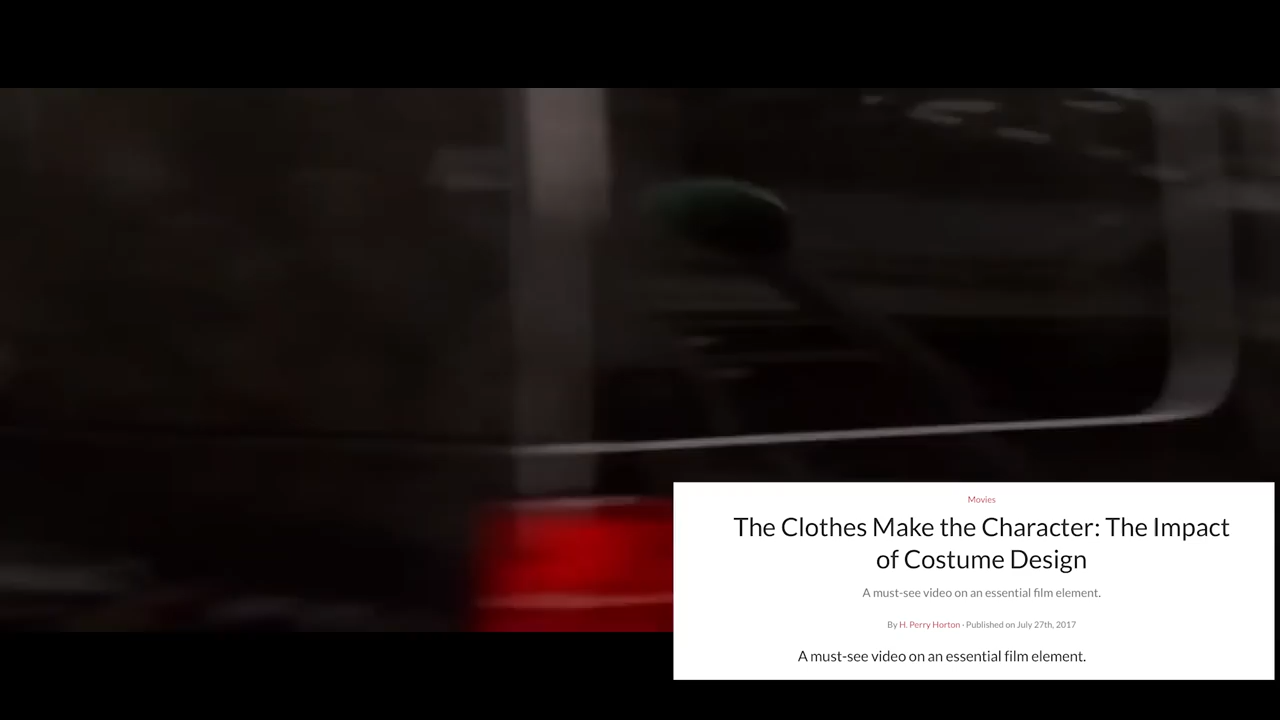 Movies
The Clothes Make the Character: The Impact
of Costume Design
A must-see video on an essential film element.
By H. Perry Horton · Published on July 27th, 2017
A must-see video on an essential film element.